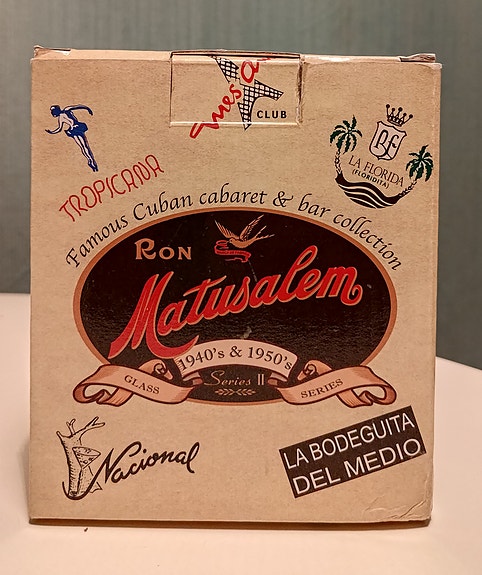 CLUB
TROPICANA
LA FLORIDA
(FLORIDITA)
Famous Cuban cabaret & bar collection
RON
Matusalem
1940's & 1950's
GLASS Series II SERIES
Nacional
LA BODEGUITA
DEL MEDIO